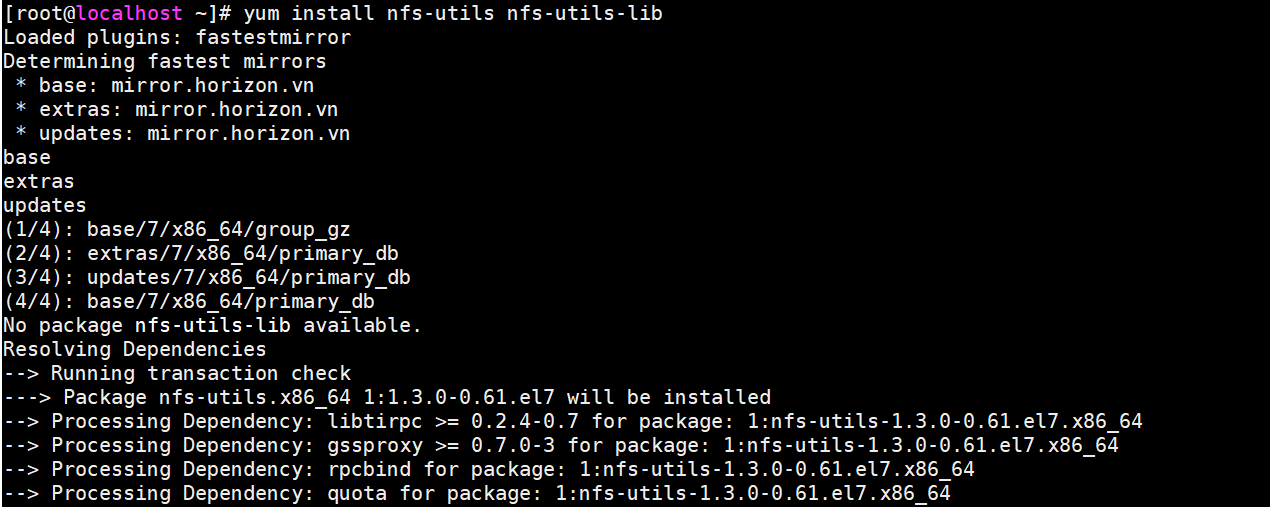 [root@localhost ~]# yum install nfs-utils nfs-utils-lib
Loaded plugins: fastestmirror
Determining fastest mirrors
 * base: mirror.horizon.vn
 * extras: mirror.horizon.vn
 * updates: mirror.horizon.vn
base
extras
updates
(1/4): base/7/x86_64/group_gz
(2/4): extras/7/x86_64/primary_db
(3/4): updates/7/x86_64/primary_db
(4/4): base/7/x86_64/primary_db
No package nfs-utils-lib available.
Resolving Dependencies
--> Running transaction check
---> Package nfs-utils.x86_64 1:1.3.0-0.61.el7 will be installed
--> Processing Dependency: libtirpc >= 0.2.4-0.7 for package: 1:nfs-utils-1.3.0-0.61.el7.x86_64
--> Processing Dependency: gssproxy >= 0.7.0-3 for package: 1:nfs-utils-1.3.0-0.61.el7.x86_64
--> Processing Dependency: rpcbind for package: 1:nfs-utils-1.3.0-0.61.el7.x86_64
--> Processing Dependency: quota for package: 1:nfs-utils-1.3.0-0.61.el7.x86_64